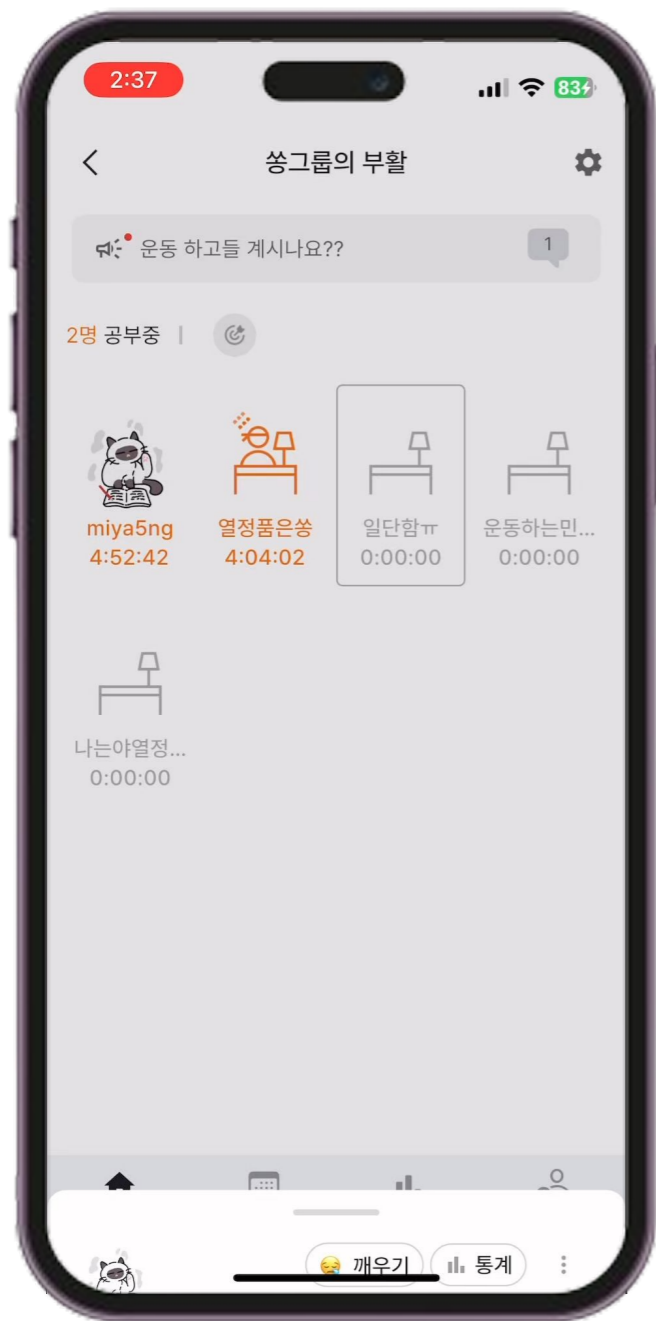 2:37
83
쏭그룹의 부활
운동 하고들 계시나요??
1
2명 공부중
miya5ng
4:52:42
열정품은쏭
4:04:02
일단함ㅠ
0:00:00
운동하는민...
0:00:00
나는야열정...
0:00:00
깨우기
통계